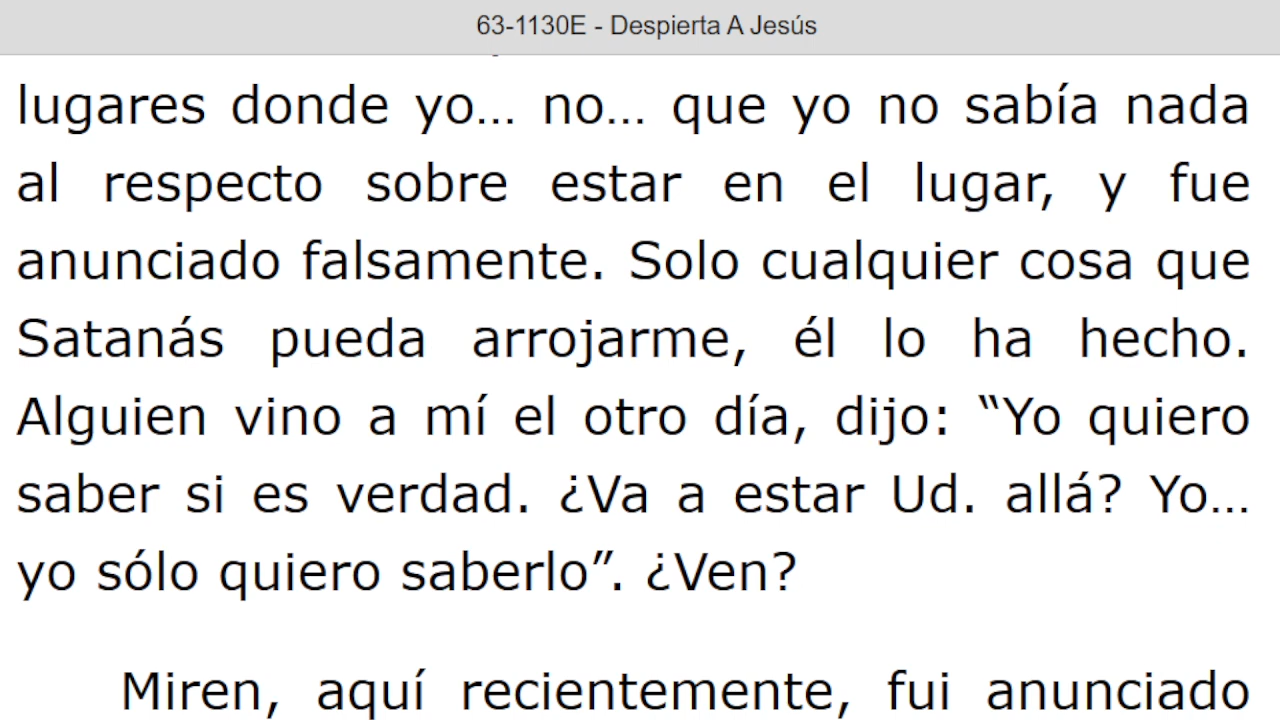 63-1130E - Despierta A Jesús
lugares donde yo… no… que yo no sabía nada
al respecto sobre estar en el lugar, y fue
anunciado falsamente. Solo cualquier cosa que
Satanás pueda arrojarme, él lo ha hecho.
Alguien vino a mí el otro día, dijo: “Yo quiero
saber si es verdad. ¿Va a estar Ud. allá? Yo…
yo sólo quiero saberlo”. ¿Ven?
Miren, aquí recientemente, fui anunciado